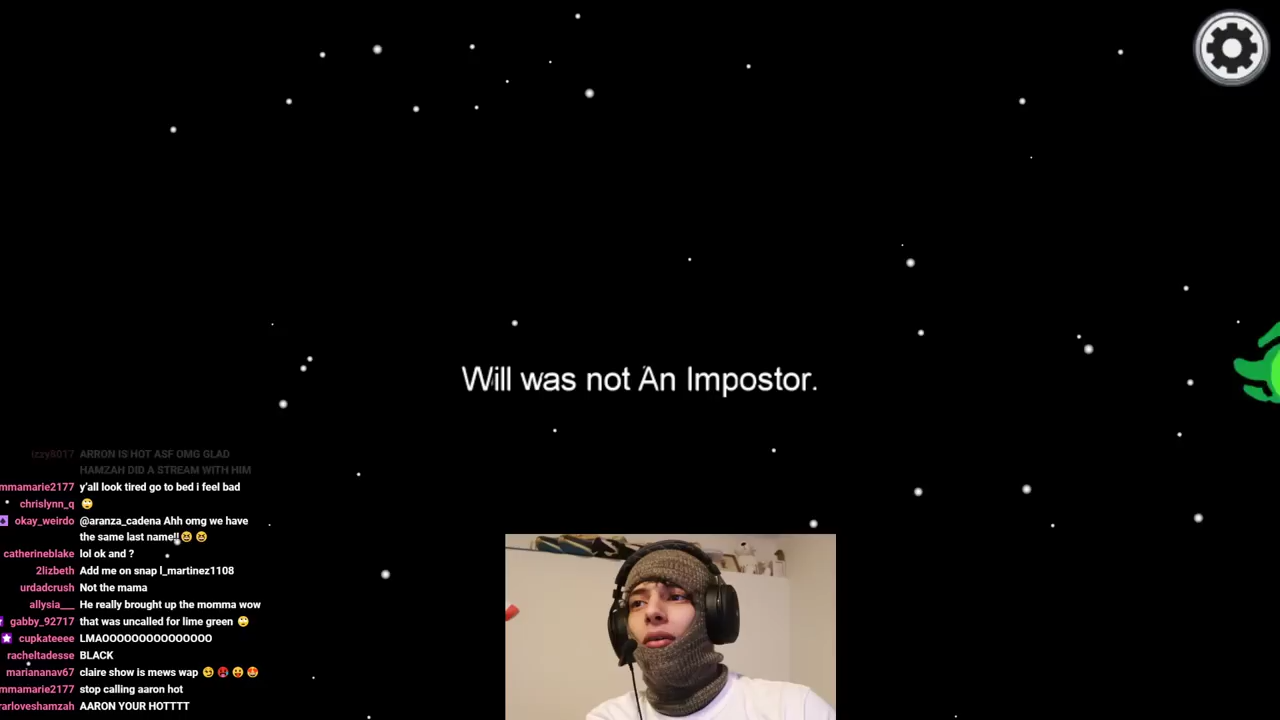 Will was not An Impostor.
ARRON IS HOT ASF OMG GLAD
HAMZAH DID A STREAM WITH HIM
mmamarie2177 y'all look tired go to bed i feel bad
chrislynn_q 🙄
okay_weirdo @aranza_cadena Ahh omg we have
the same last name!!😆 😆
catherineblake lol ok and ?
2lizbeth Add me on snap l_martinez1108
urdadcrush Not the mama
allysia__ He really brought up the momma wow
gabby_92717 that was uncalled for lime green 🙄
cupkateeee LMAOOOOOOOOOOOOOOO
racheltadesse BLACK
mariananav67 claire show is mews wap 😏 🥵 😛 😍
mmamarie2177 stop calling aaron hot
rarloveshamzah AARON YOUR HOTTTT